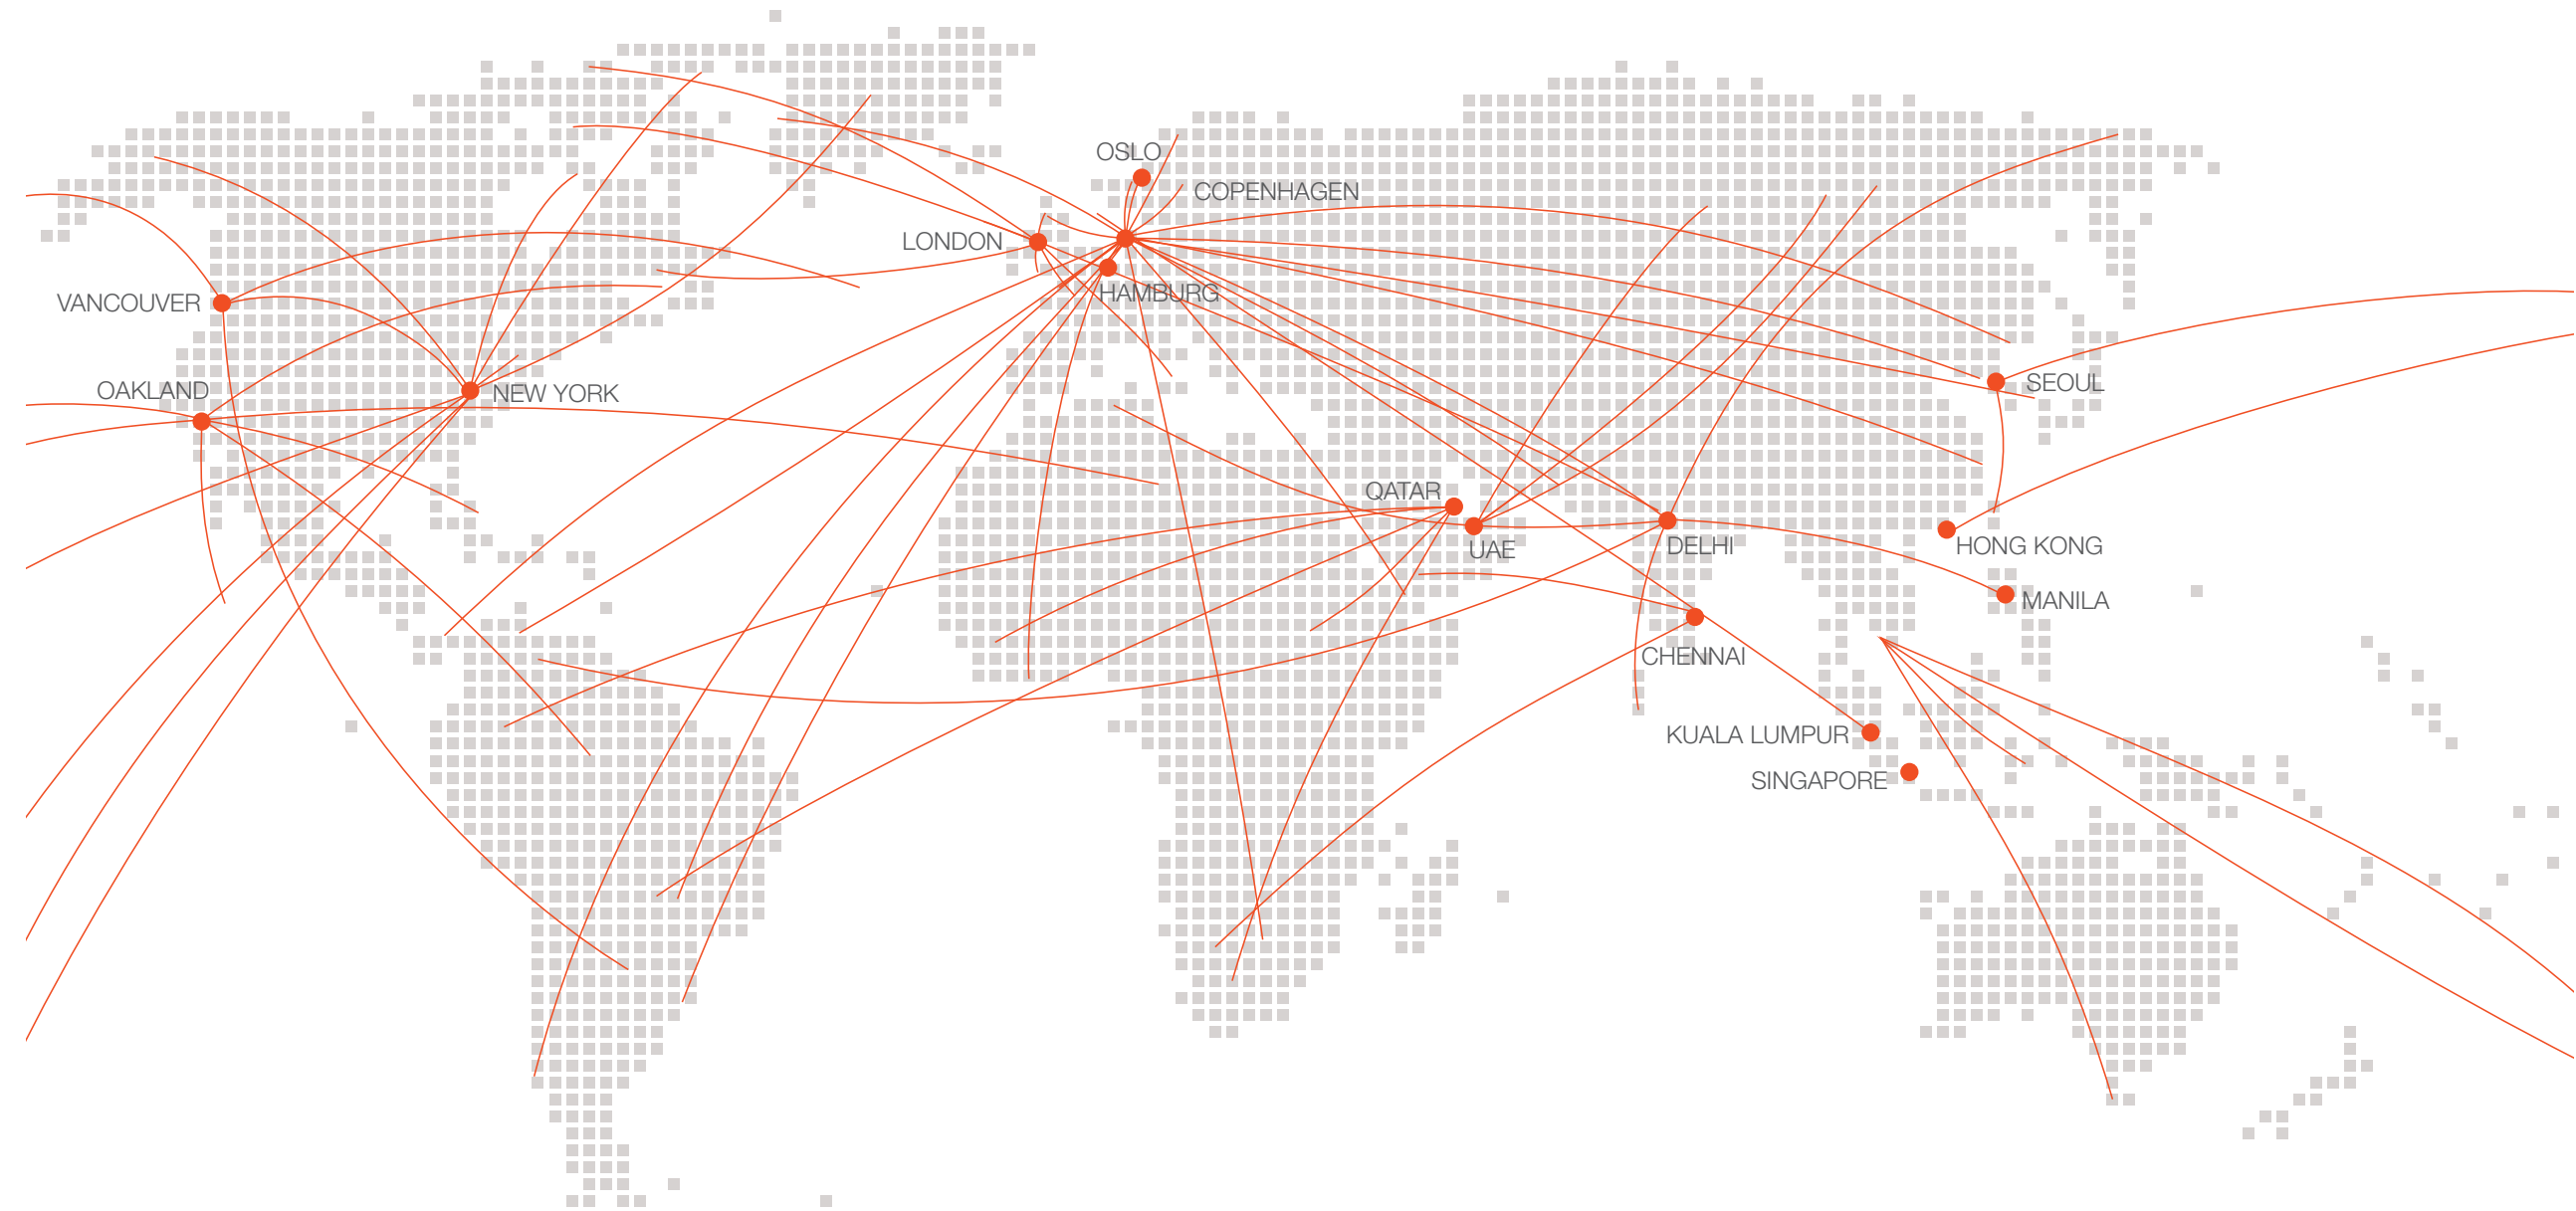 OSLO
COPENHAGEN
LONDON
HAMBURG
VANCOUVER
OAKLAND
NEW YORK
SEOUL
QATAR
UAE
DELHI
HONG KONG
MANILA
CHENNAI
KUALA LUMPUR
SINGAPORE